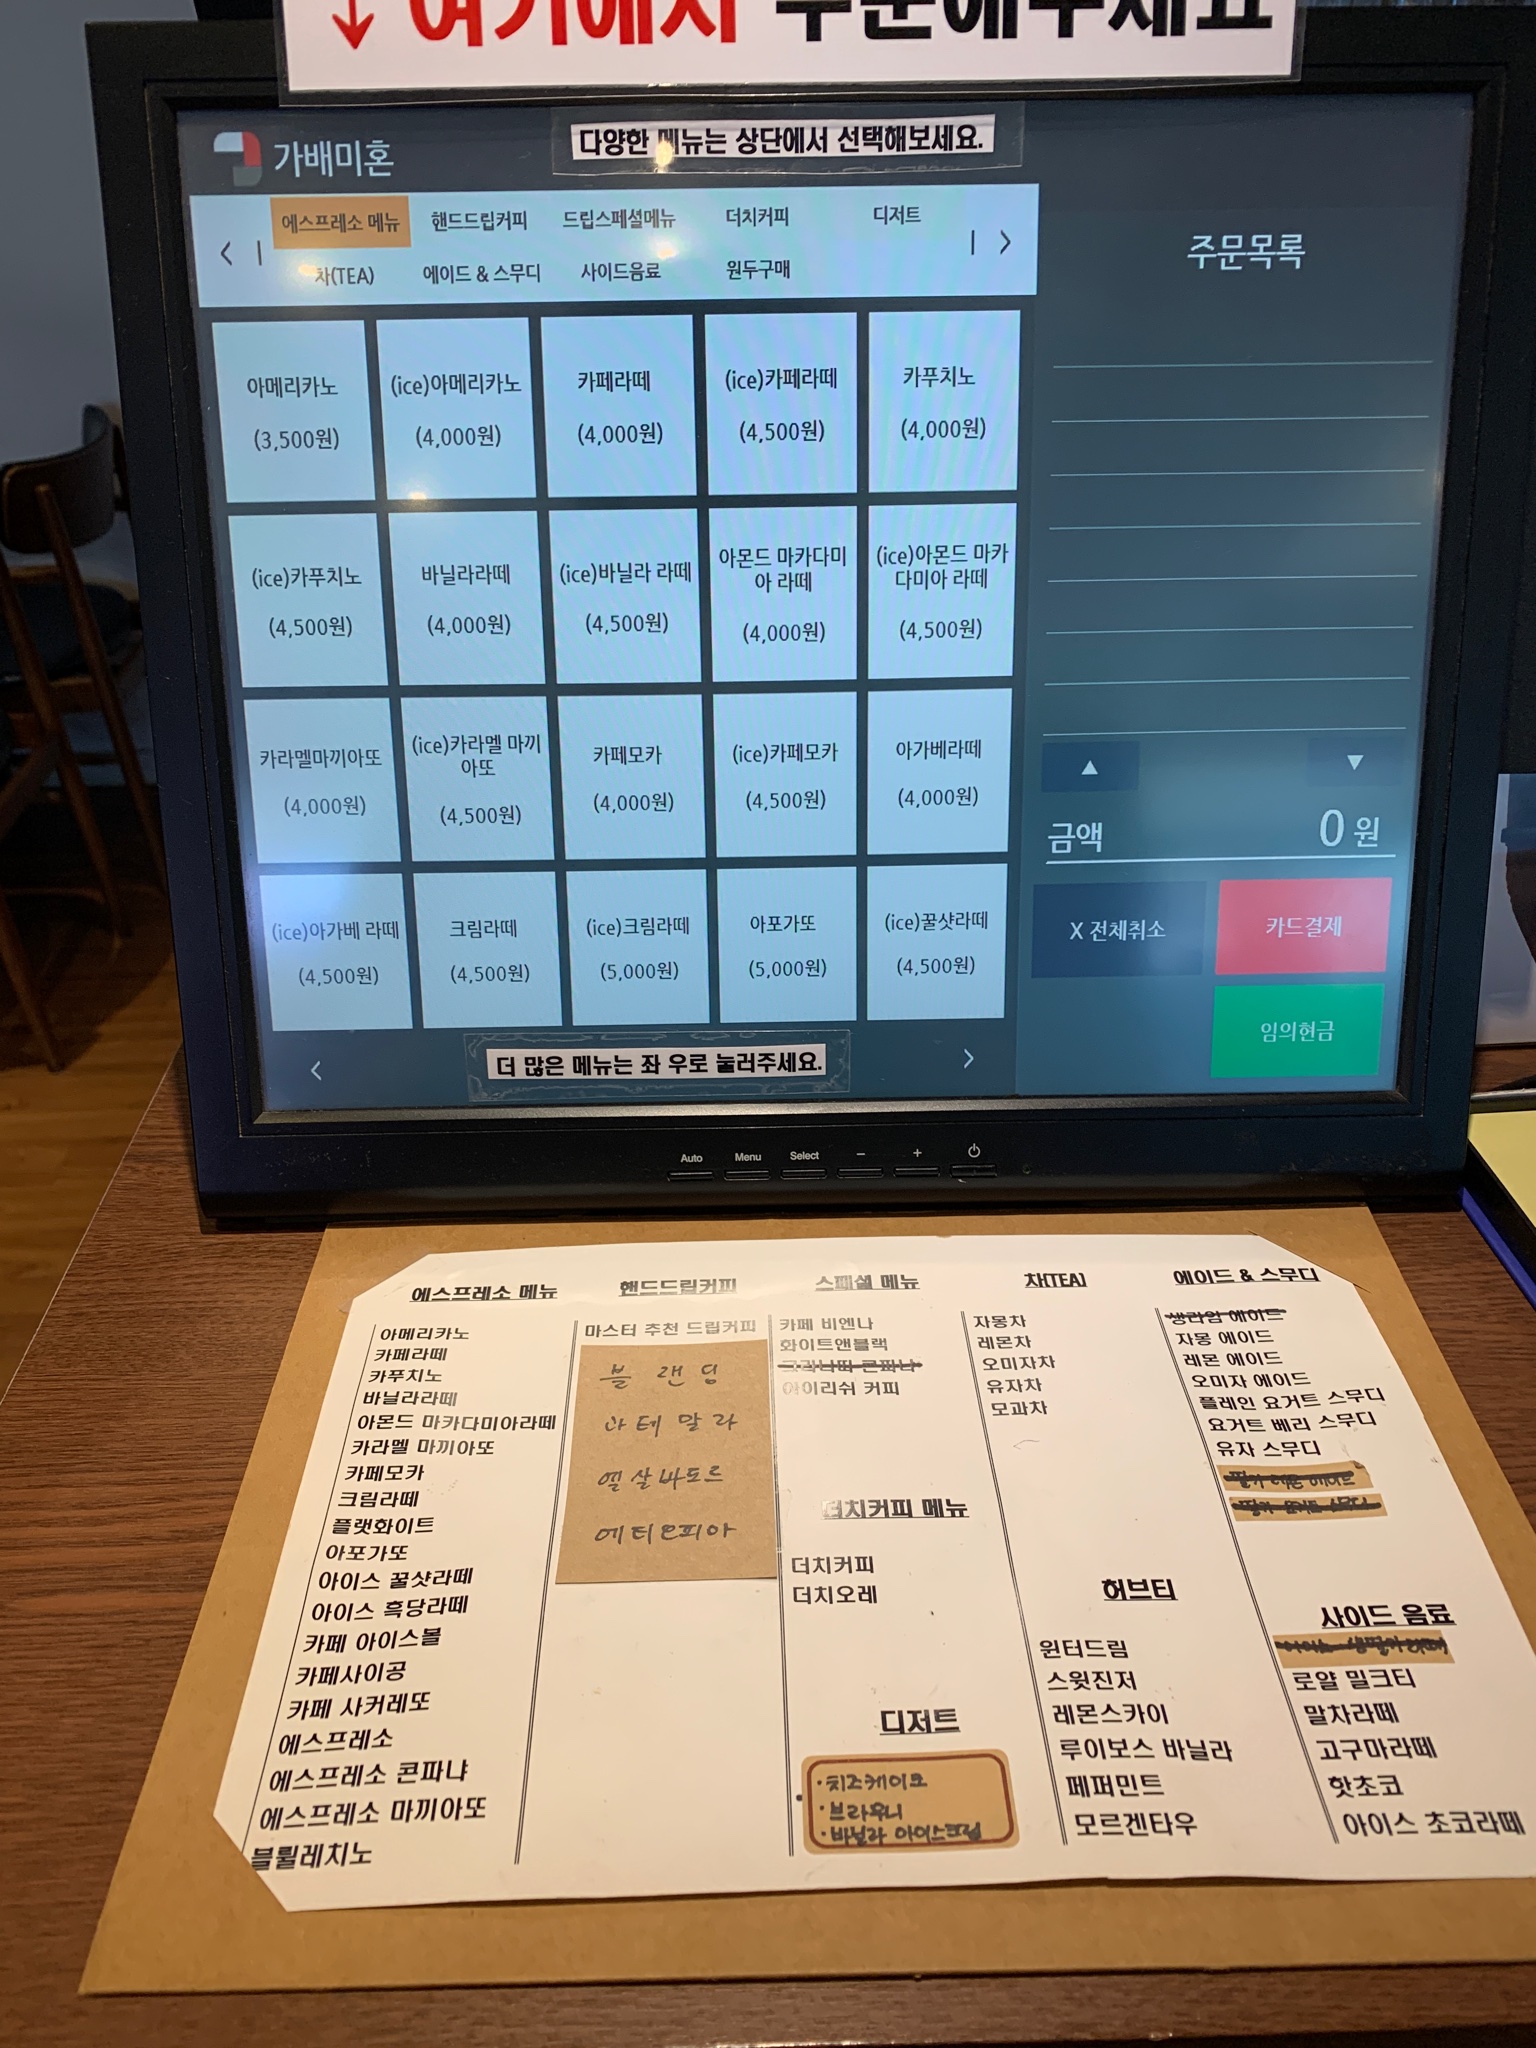 ↓ 여기에서 주문해주세요
다양한 메뉴는 상단에서 선택해보세요.
가배미혼
에스프레소 메뉴 핸드드립커피 드립스페셜메뉴 더치커피 디저트
< | | >
차(TEA) 에이드 & 스무디 사이드음료 원두구매
주문목록
아메리카노
(3,500원)
(ice)아메리카노
(4,000원)
카페라떼
(4,000원)
(ice)카페라떼
(4,500원)
카푸치노
(4,000원)
(ice)카푸치노
(4,500원)
바닐라라떼
(4,000원)
(ice)바닐라 라떼
(4,500원)
아몬드 마카다미
아 라떼
(4,000원)
(ice)아몬드 마카
다미아 라떼
(4,500원)
카라멜마끼아또
(4,000원)
(ice)카라멜 마끼
아또
(4,500원)
카페모카
(4,000원)
(ice)카페모카
(4,500원)
아가베라떼
(4,000원)
(ice)아가베 라떼
(4,500원)
크림라떼
(4,500원)
(ice)크림라떼
(5,000원)
아포가또
(5,000원)
(ice)꿀샷라떼
(4,500원)
▲ ▼
금액 0 원
X 전체취소
카드결제
임의현금
< 더 많은 메뉴는 좌 우로 눌러주세요. >
Auto Menu Select − +
에스프레소 메뉴
아메리카노
카페라떼
카푸치노
바닐라라떼
아몬드 마카다미아라떼
카라멜 마끼아또
카페모카
크림라떼
플랫화이트
아포가또
아이스 꿀샷라떼
아이스 흑당라떼
카페 아이스볼
카페사이공
카페 사커레또
에스프레소
에스프레소 콘파냐
에스프레소 마끼아또
블뤨레치노
핸드드립커피
마스터 추천 드립커피
블랜딩
과테말라
엘살바도르
에티오피아
스페셜 메뉴
카페 비엔나
화이트앤블랙
아이리쉬 커피
더치커피 메뉴
더치커피
더치오레
디저트
· 치즈케이크
· 브라우니
· 바닐라 아이스크림
차(TEA)
자몽차
레몬차
오미자차
유자차
모과차
허브티
윈터드림
스윗진저
레몬스카이
루이보스 바닐라
페퍼민트
모르겐타우
에이드 & 스무디
생라임 에이드
자몽 에이드
레몬 에이드
오미자 에이드
플레인 요거트 스무디
요거트 베리 스무디
유자 스무디
사이드 음료
로얄 밀크티
말차라떼
고구마라떼
핫초코
아이스 초코라떼